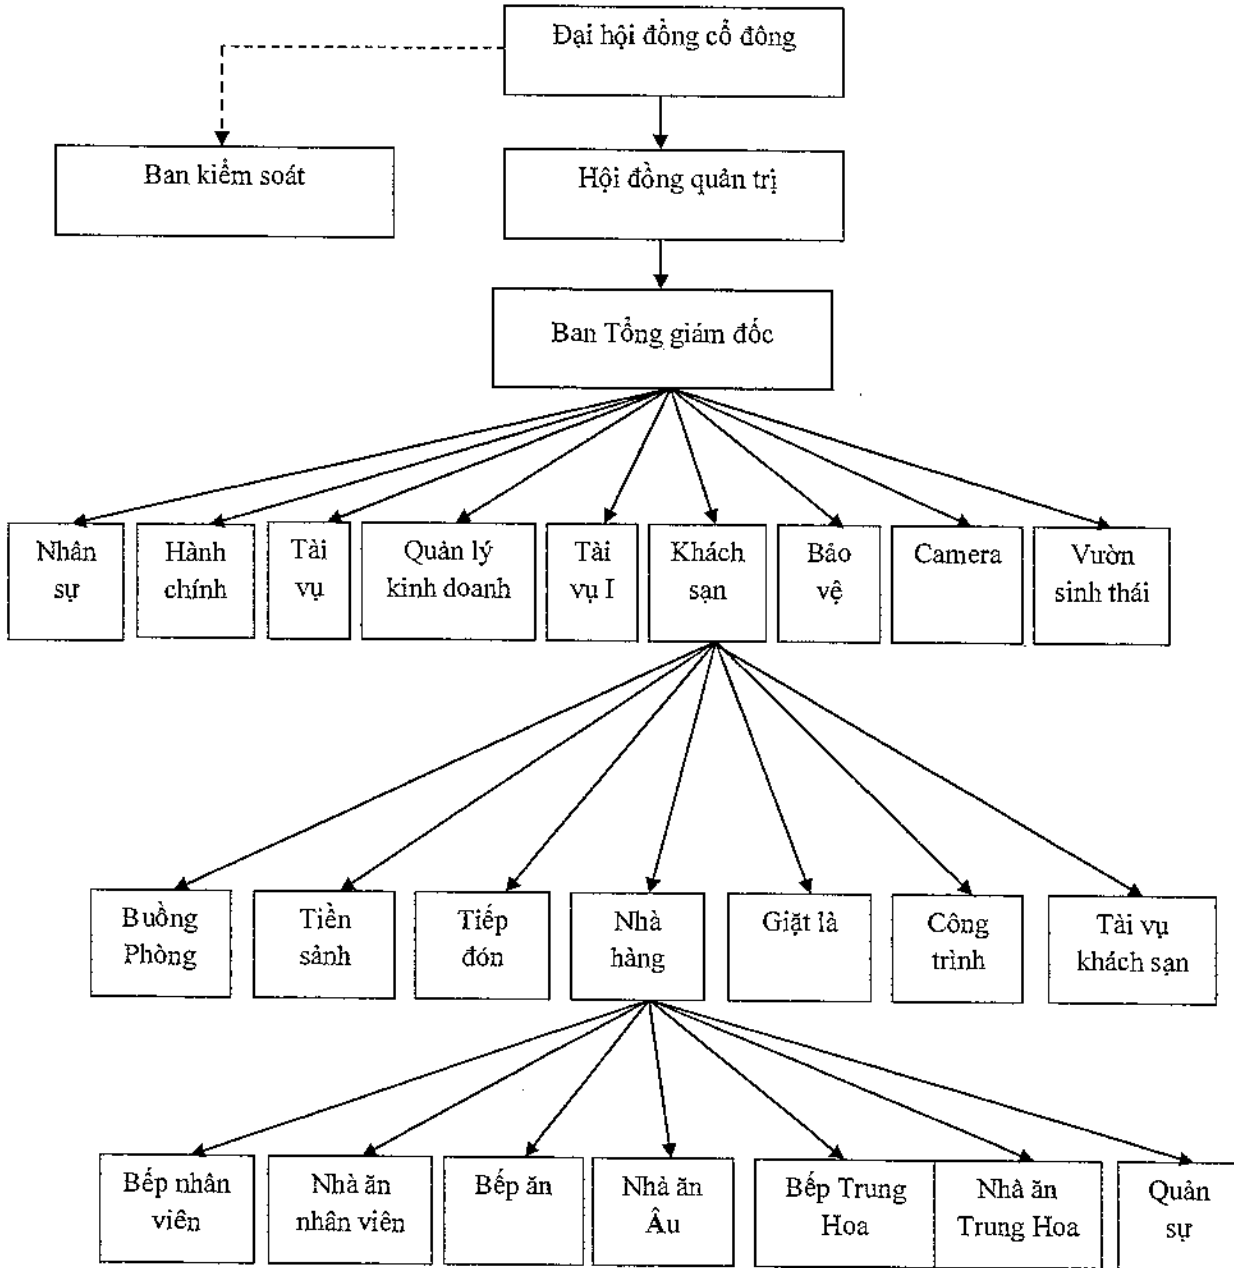 Đại hội đồng cổ đông
Ban kiểm soát
Hội đồng quản trị
Ban Tổng giám đốc
Nhân
sự
Hành
chính
Tài
vụ
Quản lý
kinh doanh
Tài
vụ I
Khách
sạn
Bảo
vệ
Camera
Vườn
sinh thái
Buồng
Phòng
Tiền
sảnh
Tiếp
đón
Nhà
hàng
Giặt là
Công
trình
Tài vụ
khách sạn
Bếp nhân
viên
Nhà ăn
nhân viên
Bếp ăn
Nhà ăn
Âu
Bếp Trung
Hoa
Nhà ăn
Trung Hoa
Quản
sự